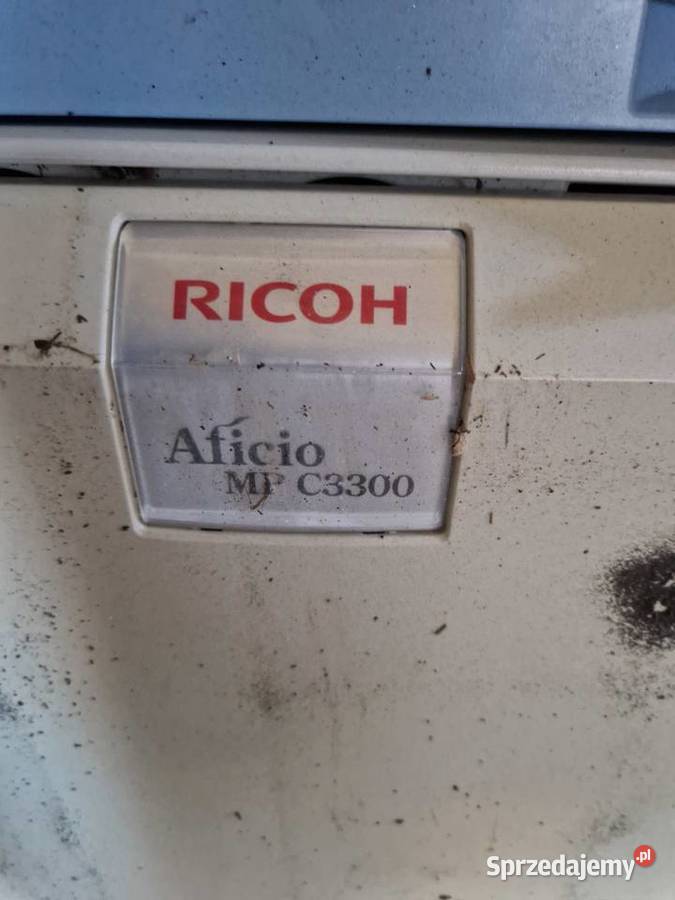 RICOH
Aficio
MP C3300
Sprzedajemy.pl